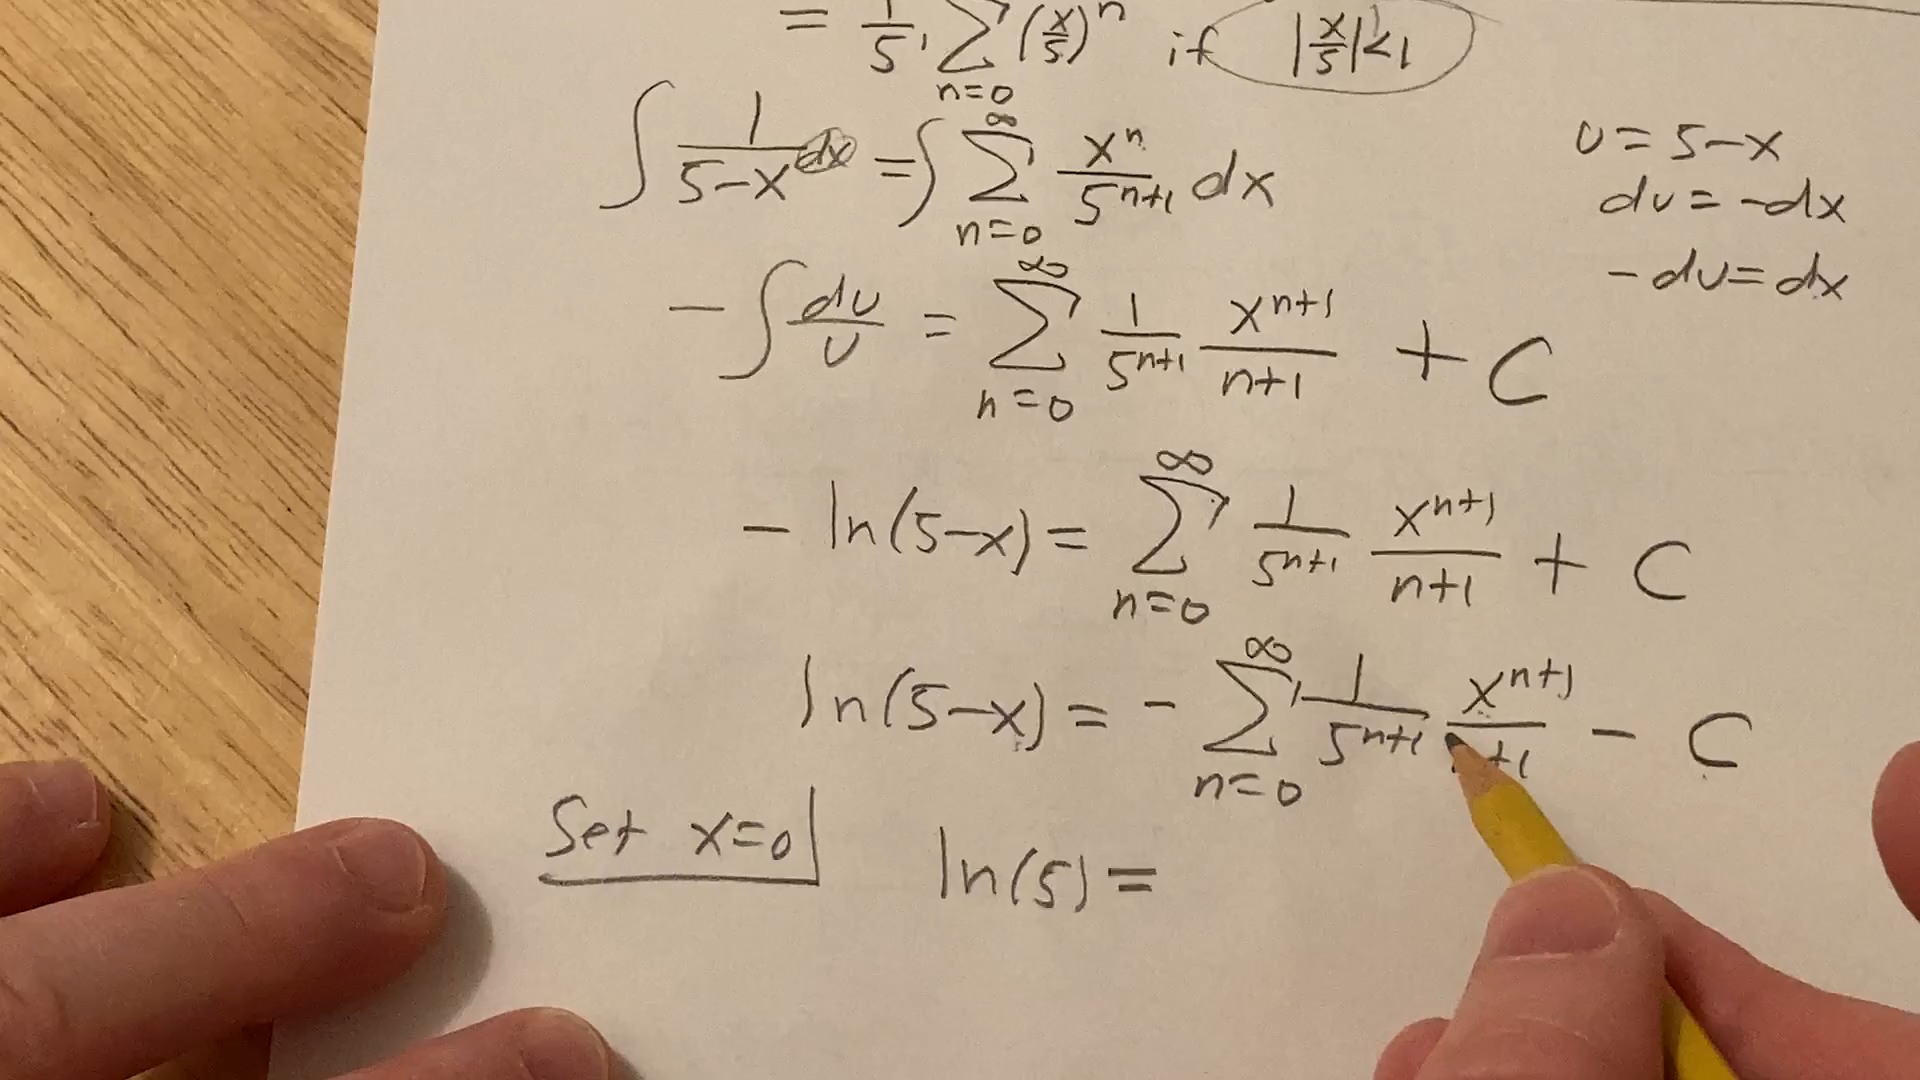 = 1/5 · ∑_{n=0} (x/5)^n if |x/5|<1
∫ 1/(5-x) dx = ∫ ∑_{n=0}^{∞} x^n/5^{n+1} dx
u = 5-x
du = -dx
-du = dx
- ∫ du/u = ∑_{n=0}^{∞} 1/5^{n+1} x^{n+1}/(n+1) + C
- ln(5-x) = ∑_{n=0}^{∞} 1/5^{n+1} x^{n+1}/(n+1) + C
ln(5-x) = - ∑_{n=0}^{∞} 1/5^{n+1} x^{n+1}/(n+1) - C
Set x=0 ln(5) =